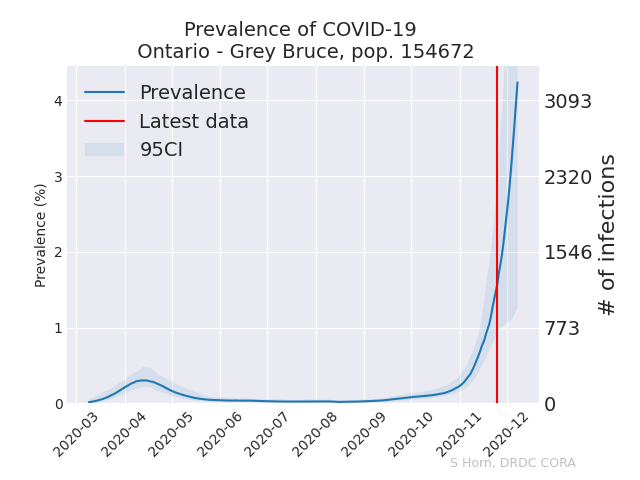 Prevalence of COVID-19
Ontario - Grey Bruce, pop. 154672
Prevalence
Latest data
95CI
Prevalence (%)
4
3
2
1
0
3093
2320
1546
773
0
# of infections
2020-03
2020-04
2020-05
2020-06
2020-07
2020-08
2020-09
2020-10
2020-11
2020-12
S Horn, DRDC CORA